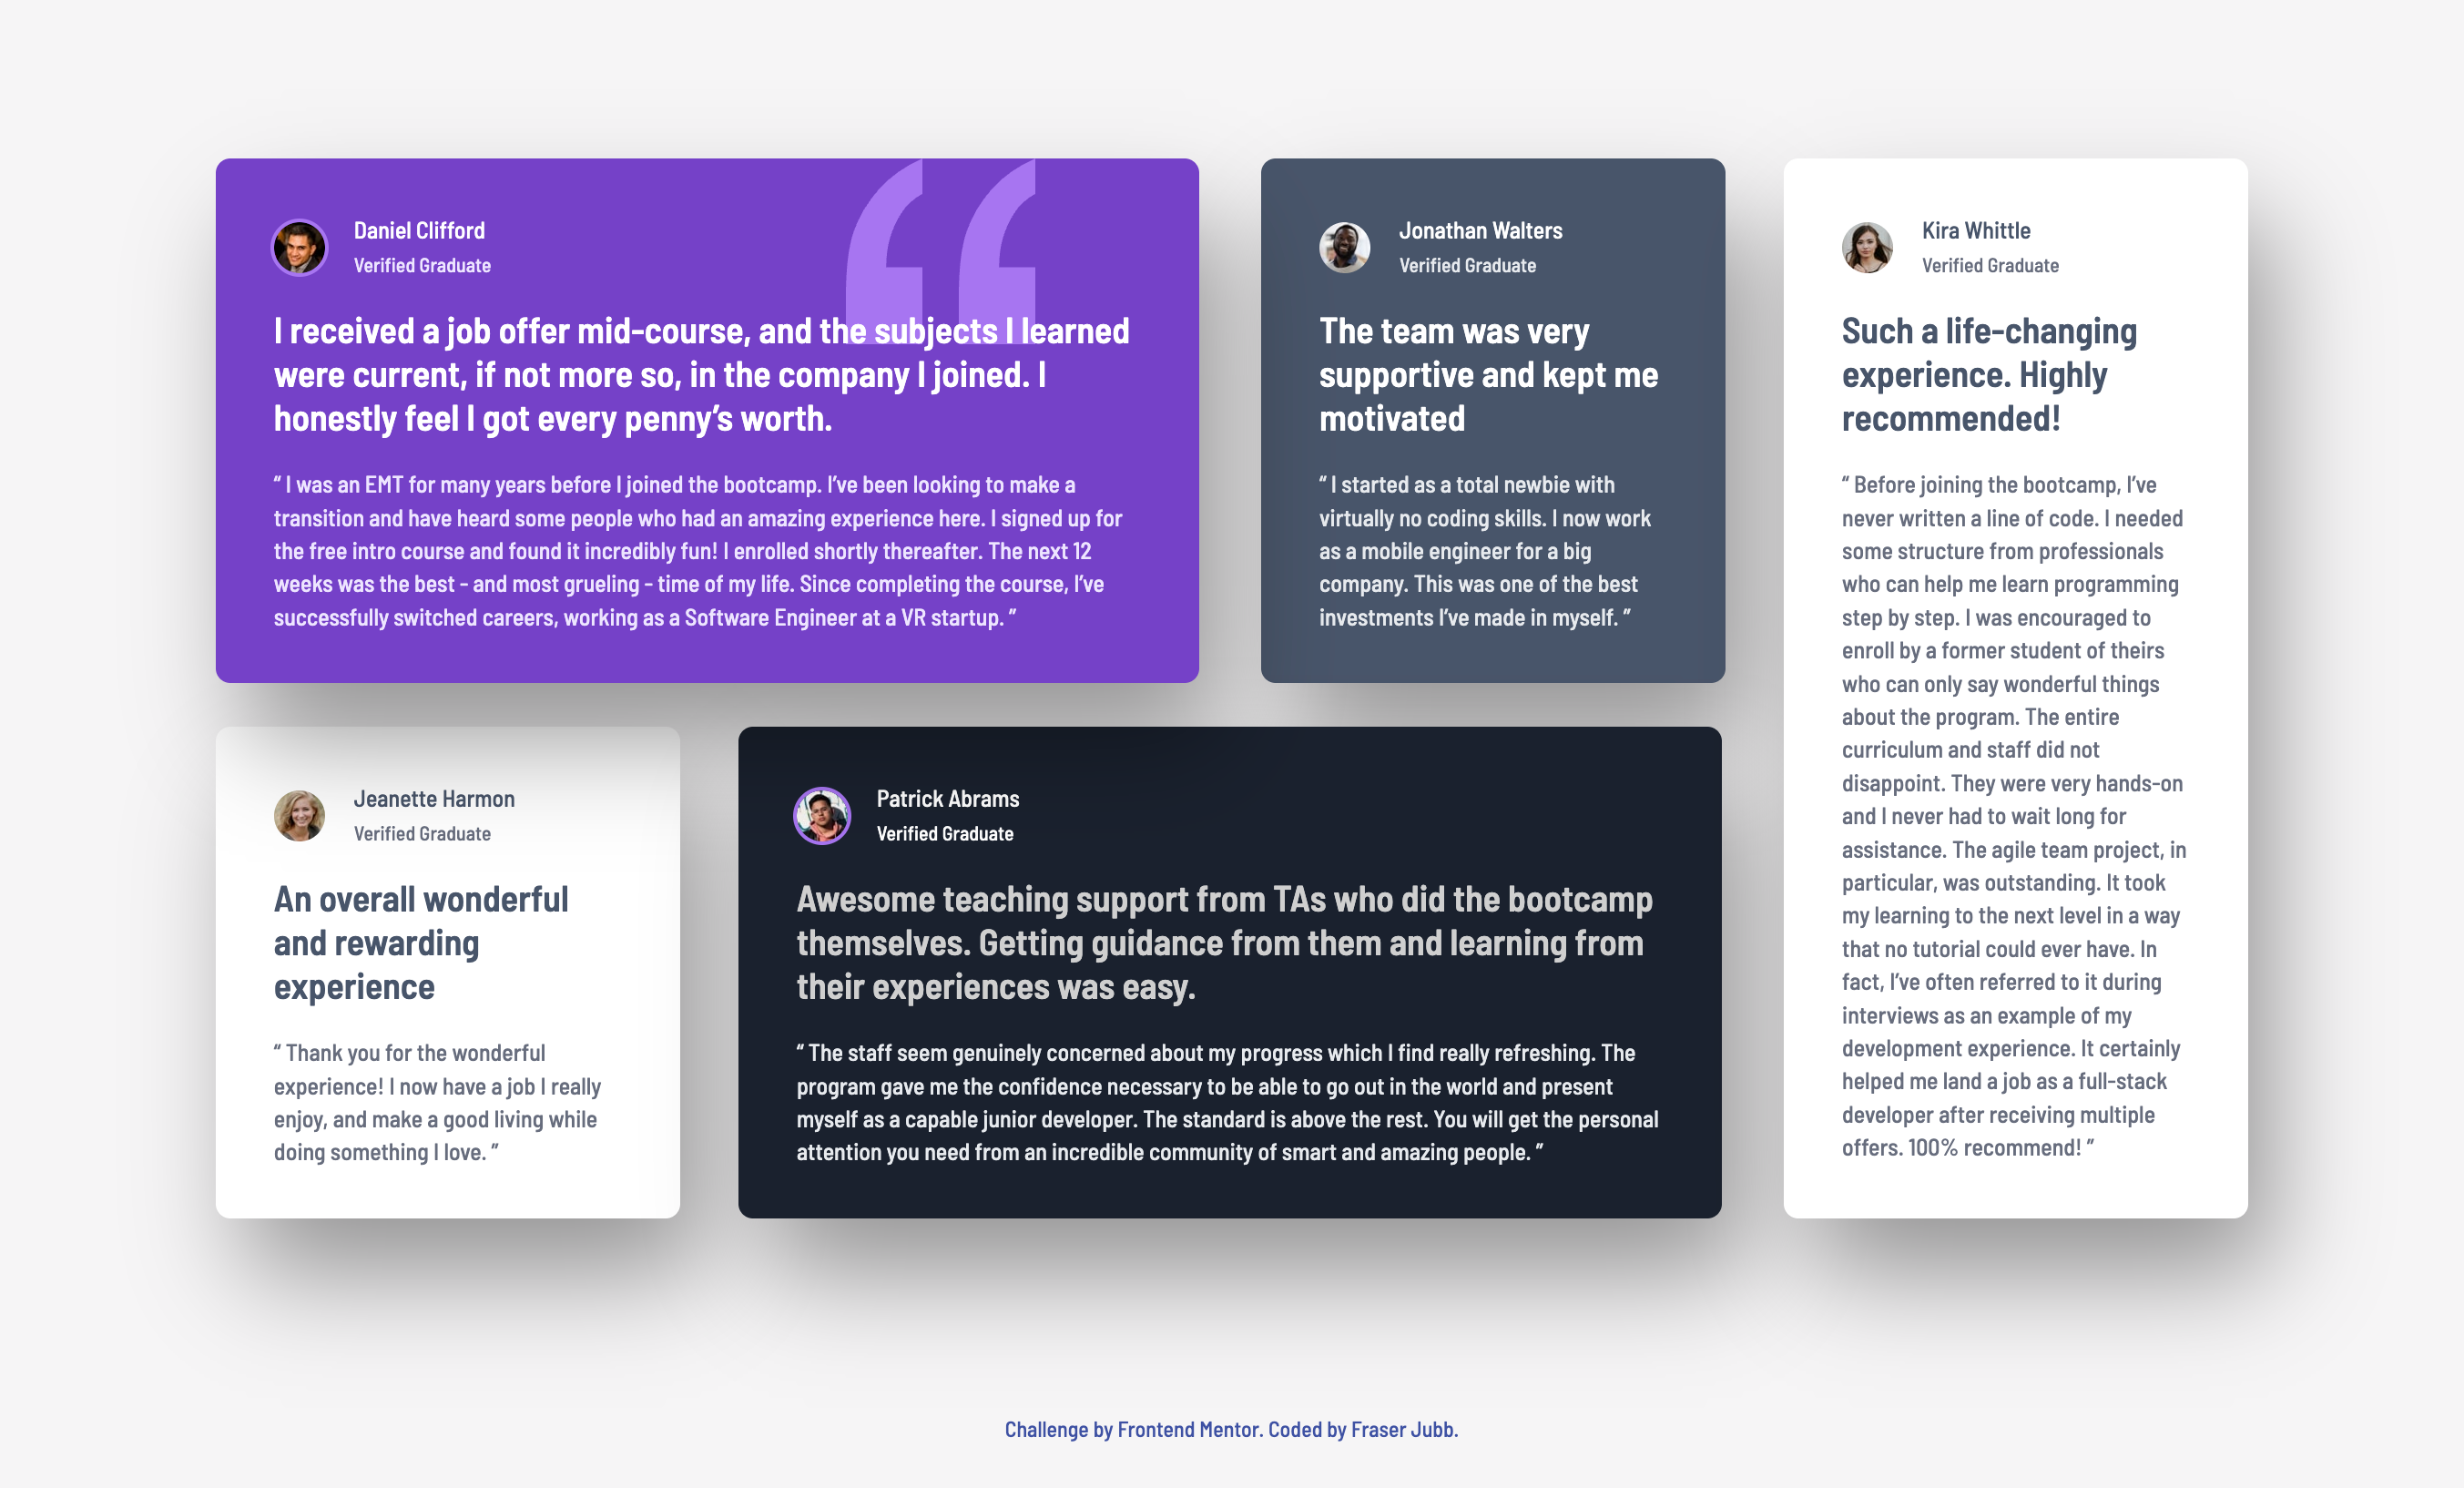 Daniel Clifford
Verified Graduate
I received a job offer mid-course, and the subjects I learned
were current, if not more so, in the company I joined. I
honestly feel I got every penny’s worth.
“ I was an EMT for many years before I joined the bootcamp. I’ve been looking to make a
transition and have heard some people who had an amazing experience here. I signed up for
the free intro course and found it incredibly fun! I enrolled shortly thereafter. The next 12
weeks was the best - and most grueling - time of my life. Since completing the course, I’ve
successfully switched careers, working as a Software Engineer at a VR startup. ”
Jonathan Walters
Verified Graduate
The team was very
supportive and kept me
motivated
“ I started as a total newbie with
virtually no coding skills. I now work
as a mobile engineer for a big
company. This was one of the best
investments I’ve made in myself. ”
Kira Whittle
Verified Graduate
Such a life-changing
experience. Highly
recommended!
“ Before joining the bootcamp, I’ve
never written a line of code. I needed
some structure from professionals
who can help me learn programming
step by step. I was encouraged to
enroll by a former student of theirs
who can only say wonderful things
about the program. The entire
curriculum and staff did not
disappoint. They were very hands-on
and I never had to wait long for
assistance. The agile team project, in
particular, was outstanding. It took
my learning to the next level in a way
that no tutorial could ever have. In
fact, I’ve often referred to it during
interviews as an example of my
development experience. It certainly
helped me land a job as a full-stack
developer after receiving multiple
offers. 100% recommend! ”
Jeanette Harmon
Verified Graduate
An overall wonderful
and rewarding
experience
“ Thank you for the wonderful
experience! I now have a job I really
enjoy, and make a good living while
doing something I love. ”
Patrick Abrams
Verified Graduate
Awesome teaching support from TAs who did the bootcamp
themselves. Getting guidance from them and learning from
their experiences was easy.
“ The staff seem genuinely concerned about my progress which I find really refreshing. The
program gave me the confidence necessary to be able to go out in the world and present
myself as a capable junior developer. The standard is above the rest. You will get the personal
attention you need from an incredible community of smart and amazing people. ”
Challenge by Frontend Mentor. Coded by Fraser Jubb.